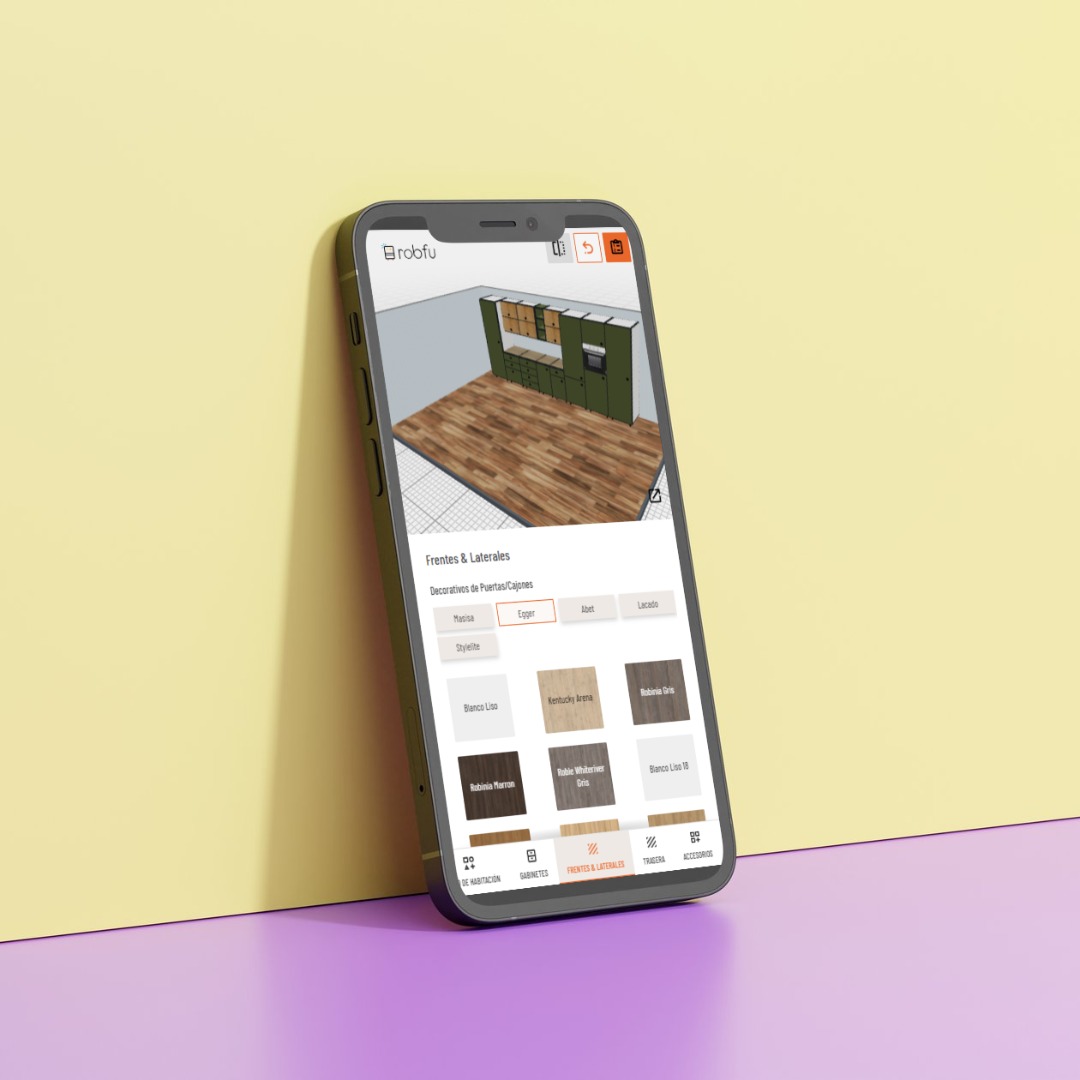 robfu
Frentes & Laterales
Decorativos de Puertas/Cajones
Masisa
Egger
Abet
Lacado
Stylelite
Blanco Liso
Kentucky Arena
Robinia Gris
Robinia Marron
Roble Whiteriver
Gris
Blanco Liso 18
DE HABITACION
GABINETES
FRENTES & LATERALES
TRASERA
ACCESORIOS